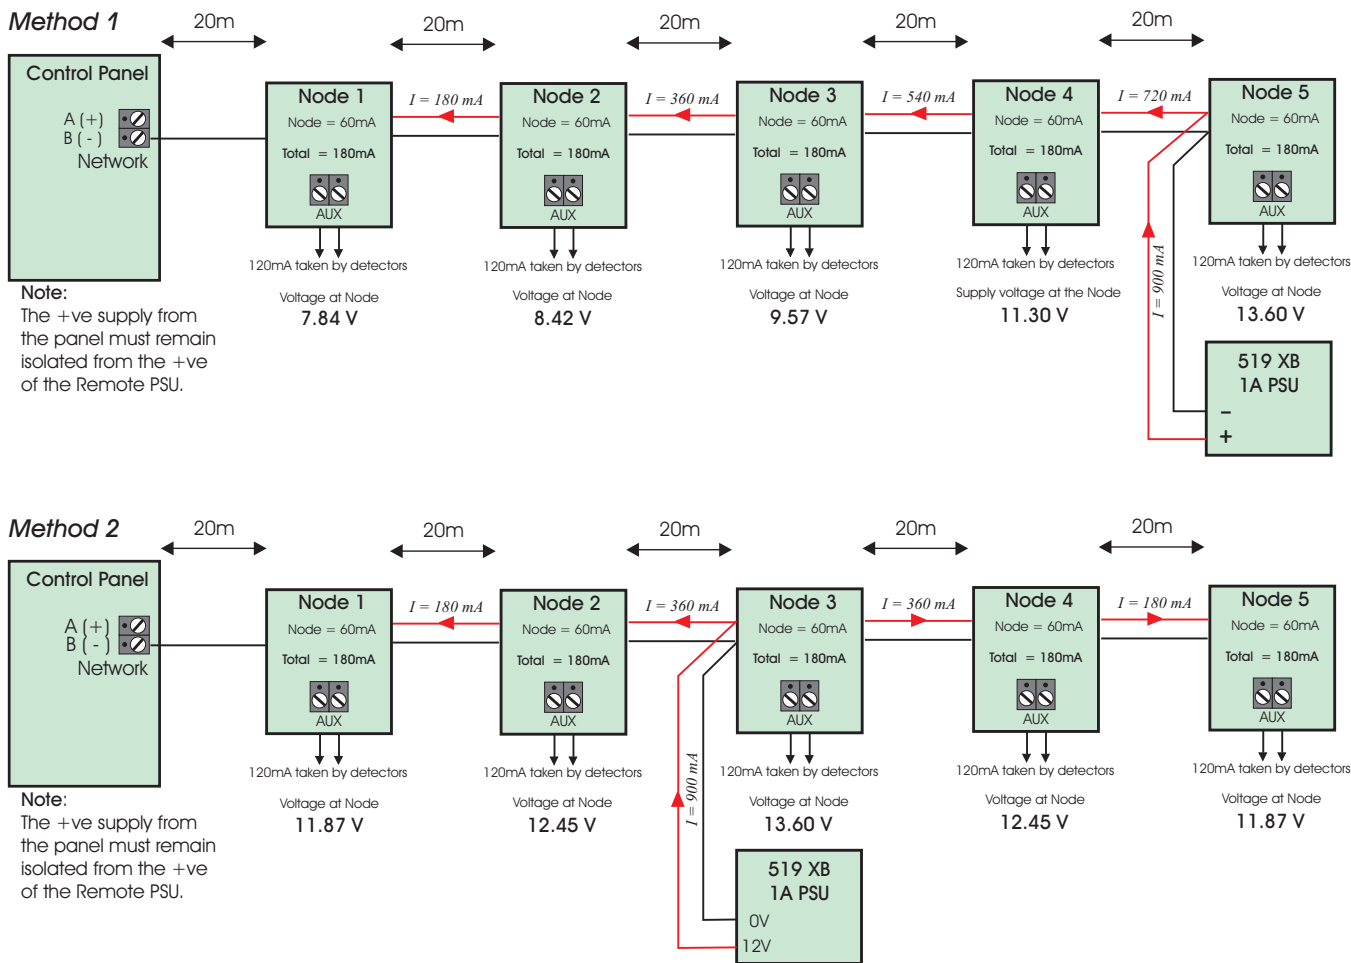 Method 1
20m
20m
20m
20m
20m
Control Panel
A (+)
B ( - )
Network
Node 1
Node = 60mA
Total = 180mA
AUX
120mA taken by detectors
Voltage at Node
7.84 V
I = 180 mA
Node 2
Node = 60mA
Total = 180mA
AUX
120mA taken by detectors
Voltage at Node
8.42 V
I = 360 mA
Node 3
Node = 60mA
Total = 180mA
AUX
120mA taken by detectors
Voltage at Node
9.57 V
I = 540 mA
Node 4
Node = 60mA
Total = 180mA
AUX
120mA taken by detectors
Supply voltage at the Node
11.30 V
I = 720 mA
Node 5
Node = 60mA
Total = 180mA
AUX
120mA taken by detectors
Voltage at Node
13.60 V
I = 900 mA
519 XB
1A PSU
-
+
Note:
The +ve supply from
the panel must remain
isolated from the +ve
of the Remote PSU.
Method 2
20m
20m
20m
20m
20m
Control Panel
A (+)
B ( - )
Network
Node 1
Node = 60mA
Total = 180mA
AUX
120mA taken by detectors
Voltage at Node
11.87 V
I = 180 mA
Node 2
Node = 60mA
Total = 180mA
AUX
120mA taken by detectors
Voltage at Node
12.45 V
I = 360 mA
Node 3
Node = 60mA
Total = 180mA
AUX
120mA taken by detectors
Voltage at Node
13.60 V
I = 360 mA
Node 4
Node = 60mA
Total = 180mA
AUX
120mA taken by detectors
Voltage at Node
12.45 V
I = 180 mA
Node 5
Node = 60mA
Total = 180mA
AUX
120mA taken by detectors
Voltage at Node
11.87 V
I = 900 mA
519 XB
1A PSU
0V
12V
Note:
The +ve supply from
the panel must remain
isolated from the +ve
of the Remote PSU.